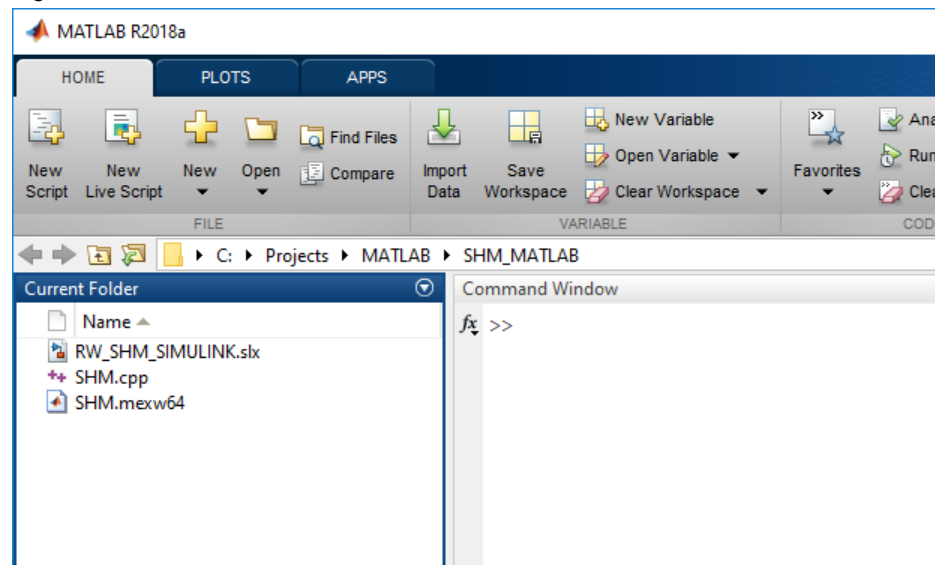 MATLAB R2018a
HOME PLOTS APPS
New Script
New Live Script
New
Open
Find Files
Compare
Import Data
Save Workspace
New Variable
Open Variable
Clear Workspace
Favorites
FILE VARIABLE
C: Projects MATLAB SHM_MATLAB
Current Folder
Name
RW_SHM_SIMULINK.slx
SHM.cpp
SHM.mexw64
Command Window
fx >>